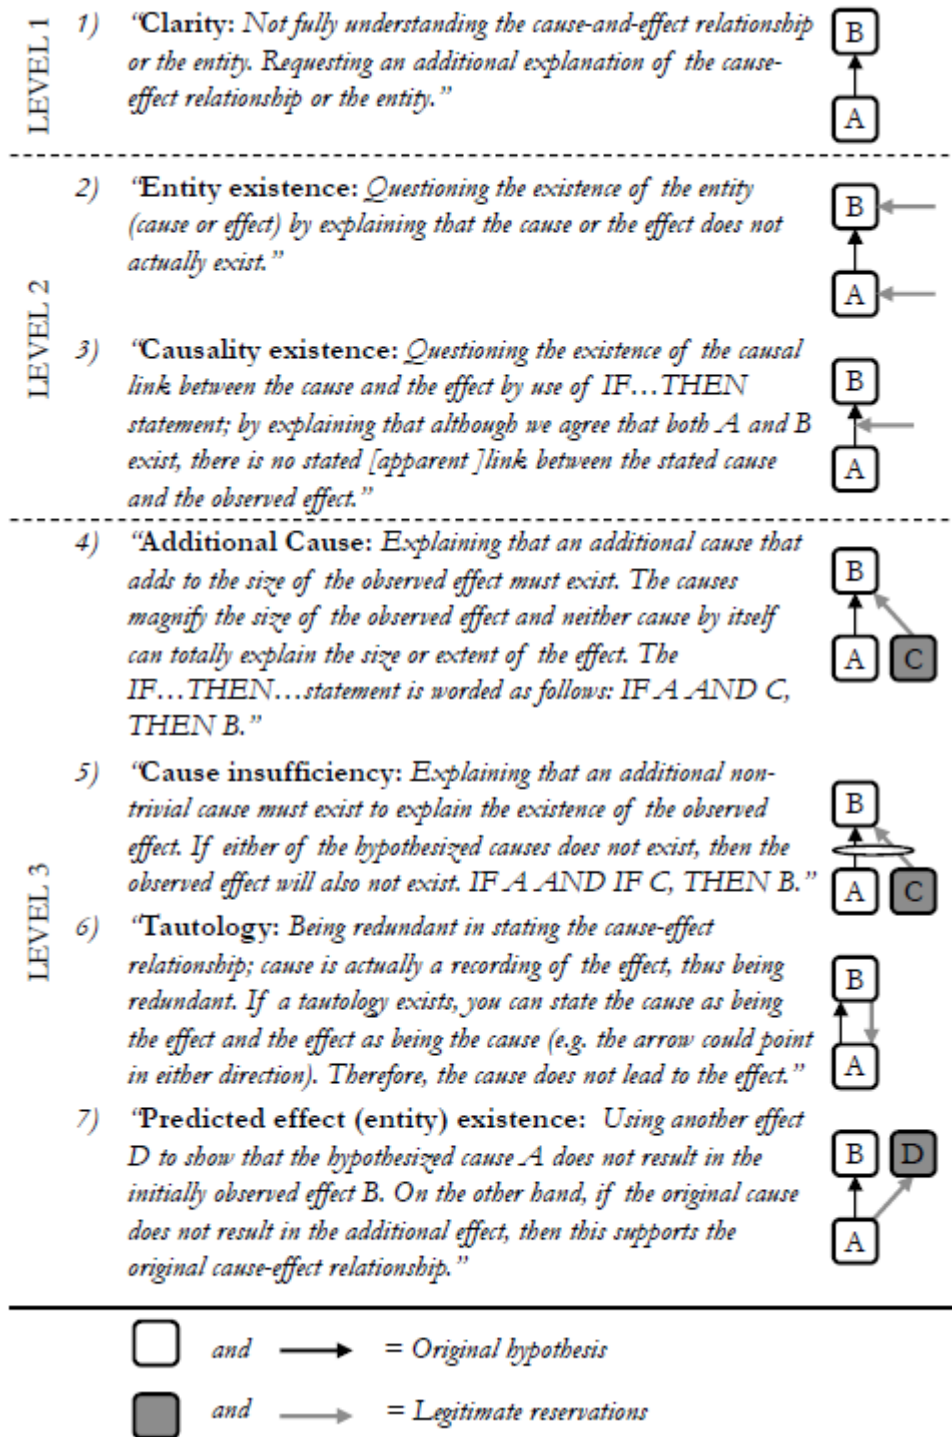 LEVEL 1
1) “Clarity: Not fully understanding the cause-and-effect relationship
or the entity. Requesting an additional explanation of the cause-
effect relationship or the entity.”
B
A
LEVEL 2
2) “Entity existence: Questioning the existence of the entity
(cause or effect) by explaining that the cause or the effect does not
actually exist.”
B
A
3) “Causality existence: Questioning the existence of the causal
link between the cause and the effect by use of IF…THEN
statement; by explaining that although we agree that both A and B
exist, there is no stated [apparent ]link between the stated cause
and the observed effect.”
B
A
LEVEL 3
4) “Additional Cause: Explaining that an additional cause that
adds to the size of the observed effect must exist. The causes
magnify the size of the observed effect and neither cause by itself
can totally explain the size or extent of the effect. The
IF…THEN…statement is worded as follows: IF A AND C,
THEN B.”
B
A C
5) “Cause insufficiency: Explaining that an additional non-
trivial cause must exist to explain the existence of the observed
effect. If either of the hypothesized causes does not exist, then the
observed effect will also not exist. IF A AND IF C, THEN B.”
B
A C
6) “Tautology: Being redundant in stating the cause-effect
relationship; cause is actually a recording of the effect, thus being
redundant. If a tautology exists, you can state the cause as being
the effect and the effect as being the cause (e.g. the arrow could point
in either direction). Therefore, the cause does not lead to the effect.”
B
A
7) “Predicted effect (entity) existence: Using another effect
D to show that the hypothesized cause A does not result in the
initially observed effect B. On the other hand, if the original cause
does not result in the additional effect, then this supports the
original cause-effect relationship.”
B D
A
and = Original hypothesis
and = Legitimate reservations